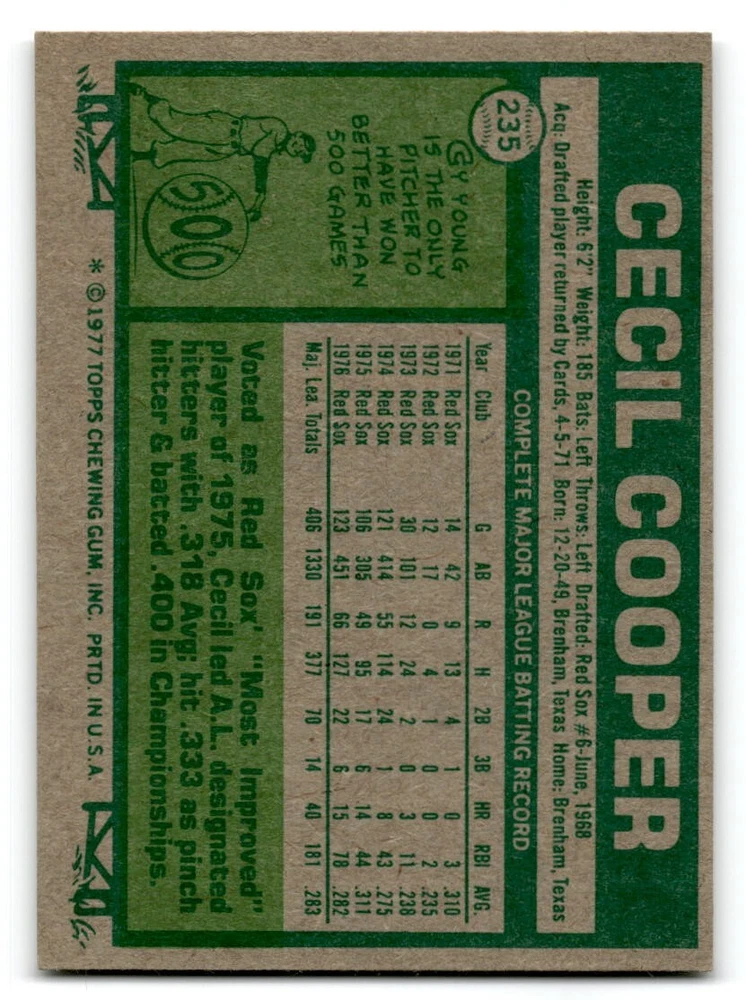 235
CECIL COOPER
Height: 6'2" Weight: 185 Bats: Left Throws: Left Drafted: Red Sox #6-June, 1968
Acq: Drafted player returned by Cards, 4-5-71 Born: 12-20-49, Brenham, Texas Home: Brenham, Texas
COMPLETE MAJOR LEAGUE BATTING RECORD
Year Club G AB R H 2B 3B HR RBI AVG
1971 Red Sox 14 42 9 13 4 1 0 3 .310
1972 Red Sox 12 17 0 4 1 0 0 2 .235
1973 Red Sox 30 101 12 24 2 0 3 11 .238
1974 Red Sox 121 414 55 114 24 1 8 43 .275
1975 Red Sox 106 305 49 95 17 6 14 44 .311
1976 Red Sox 123 451 66 127 22 6 15 78 .282
Maj. Lea. Totals 406 1330 191 377 70 14 40 181 .283
CY YOUNG
IS THE ONLY
PITCHER TO
HAVE WON
BETTER THAN
500 GAMES
500
Voted as Red Sox' "Most Improved"
player of 1975, Cecil led A.L. designated
hitters with .318 Avg; hit .333 as pinch
hitter & batted .400 in Championships.
* ©1977 TOPPS CHEWING GUM, INC. PRTD. IN U.S.A.